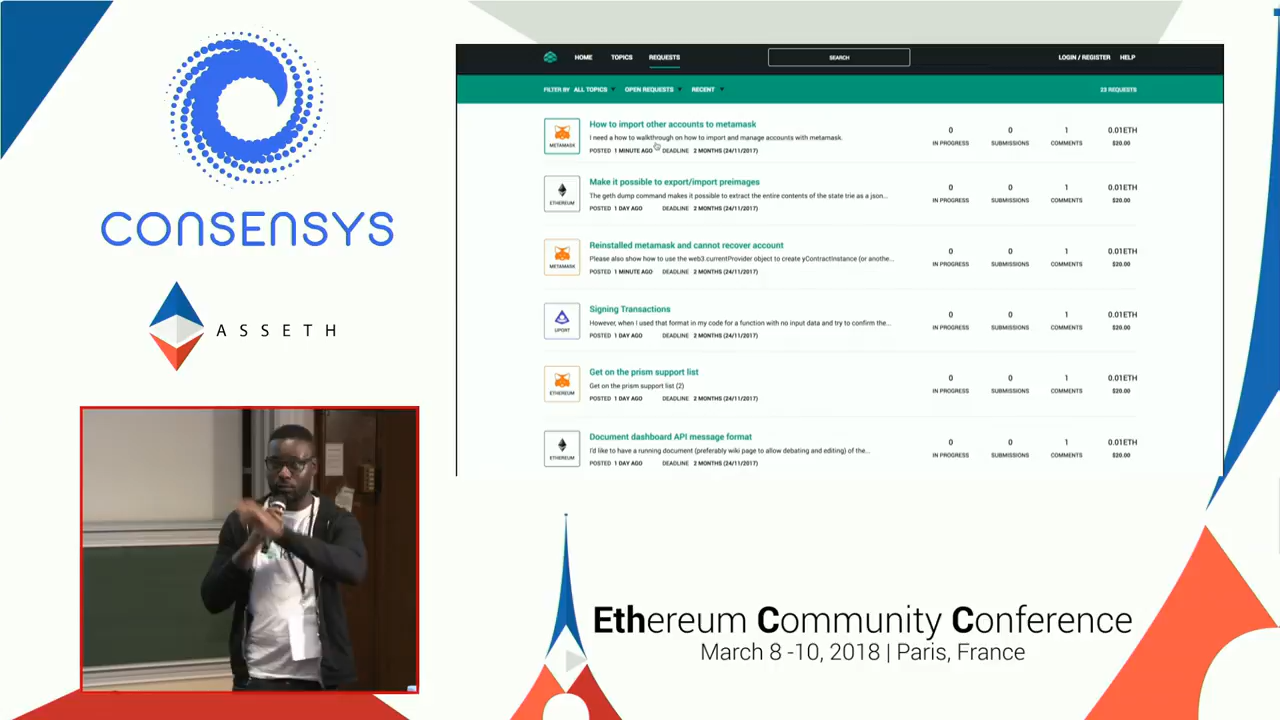 CONSENSYS
ASSETH
HOME TOPICS REQUESTS SEARCH LOGIN / REGISTER HELP
FILTER BY ALL TOPICS OPEN REQUESTS RECENT 23 REQUESTS
How to import other accounts to metamask
I need a how to walkthrough on how to import and manage accounts with metamask.
POSTED 1 MINUTE AGO DEADLINE 2 MONTHS (24/11/2017)
METAMASK
0 0 1 0.01ETH
IN PROGRESS SUBMISSIONS COMMENTS $20.00
Make it possible to export/import preimages
The geth dump command makes it possible to extract the entire contents of the state trie as a json...
POSTED 1 DAY AGO DEADLINE 2 MONTHS (24/11/2017)
ETHEREUM
0 0 1 0.01ETH
IN PROGRESS SUBMISSIONS COMMENTS $20.00
Reinstalled metamask and cannot recover account
Please also show how to use the web3 currentProvider object to create yContractInstance (or anothe...
POSTED 1 MINUTE AGO DEADLINE 2 MONTHS (24/11/2017)
METAMASK
0 0 1 0.01ETH
IN PROGRESS SUBMISSIONS COMMENTS $20.00
Signing Transactions
However, when I used that format in my code for a function with no input data and try to confirm the...
POSTED 1 DAY AGO DEADLINE 2 MONTHS (24/11/2017)
UPORT
0 0 1 0.01ETH
IN PROGRESS SUBMISSIONS COMMENTS $20.00
Get on the prism support list
Get on the prism support list (2)
POSTED 1 DAY AGO DEADLINE 2 MONTHS (24/11/2017)
ETHEREUM
0 0 1 0.01ETH
IN PROGRESS SUBMISSIONS COMMENTS $20.00
Document dashboard API message format
I'd like to have a running document (preferably wiki page to allow debating and editing) of the...
POSTED 1 DAY AGO DEADLINE 2 MONTHS (24/11/2017)
ETHEREUM
0 0 1 0.01ETH
IN PROGRESS SUBMISSIONS COMMENTS $20.00
Ethereum Community Conference
March 8 -10, 2018 | Paris, France